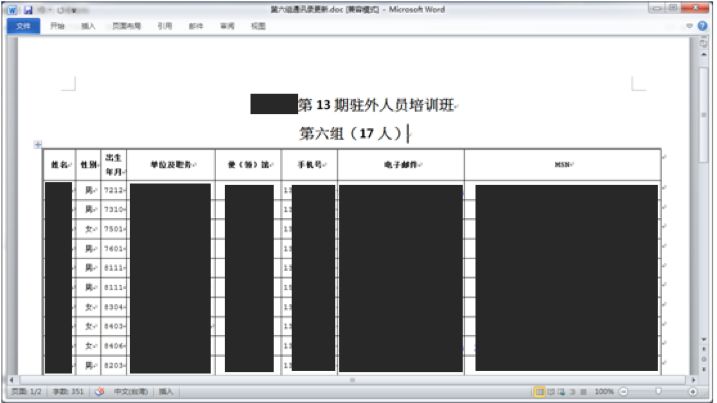 第六组通讯录更新.doc [兼容模式] - Microsoft Word
文件 开始 插入 页面布局 引用 邮件 审阅 视图
第 13 期驻外人员培训班
第六组（17 人）
姓名 性别 出生年月 单位及职务 使（领）馆 手机号 电子邮件 MSN
男 7212 13
男 7310 13
女 7501 13
男 7601 13
男 8111 13
男 8111 15
女 8304 13
女 8403 13
女 8406 13
男 8203 13
页面: 1/2 字数: 351 中文(台湾) 插入 100%